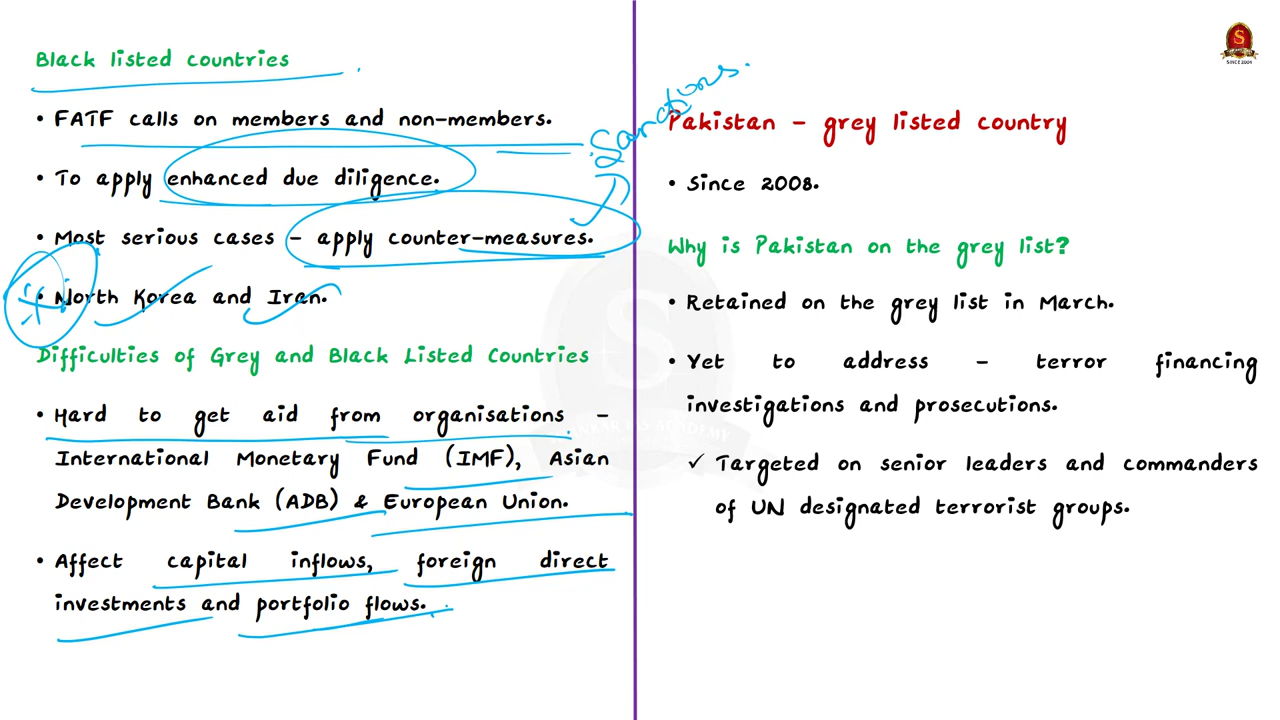 Black listed countries
• FATF calls on members and non-members.
• To apply enhanced due diligence.
• Most serious cases – apply counter-measures.
Sanctions.
• North Korea and Iran.
Difficulties of Grey and Black Listed Countries
• Hard to get aid from organisations –
International Monetary Fund (IMF), Asian
Development Bank (ADB) & European Union.
• Affect capital inflows, foreign direct
investments and portfolio flows.
S
SINCE 2004
Pakistan – grey listed country
• Since 2008.
Why is Pakistan on the grey list?
• Retained on the grey list in March.
• Yet to address – terror financing
investigations and prosecutions.
✓ Targeted on senior leaders and commanders
of UN designated terrorist groups.